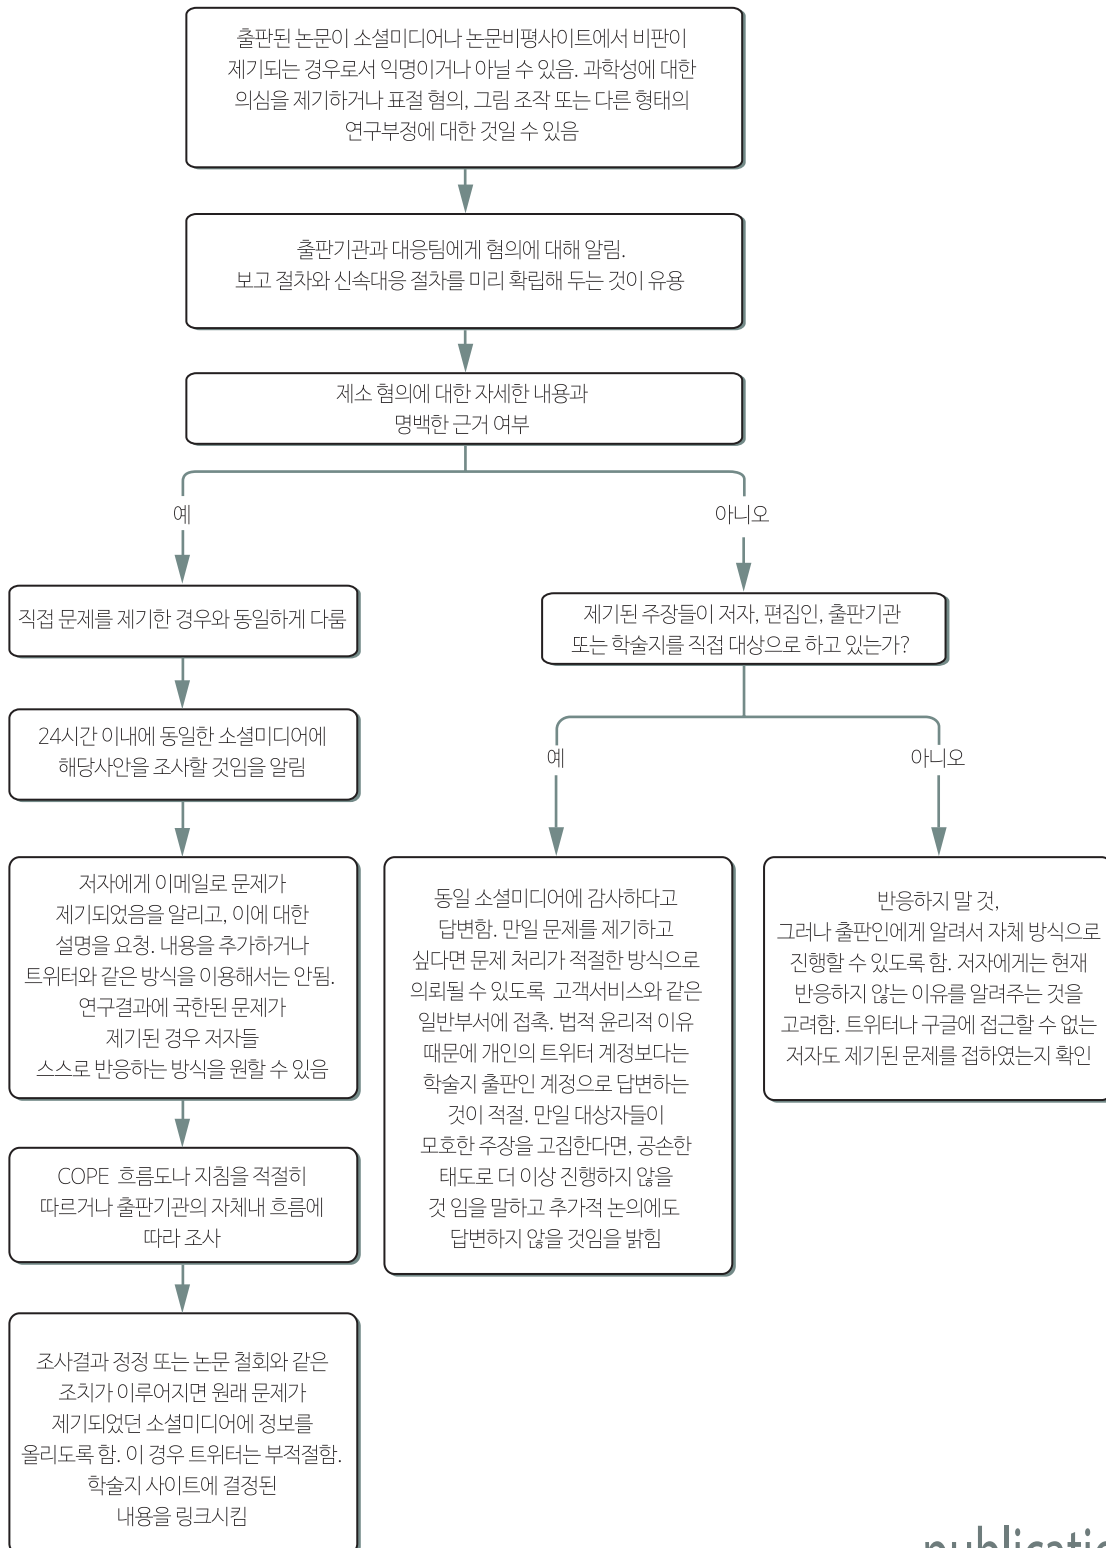 출판된 논문이 소셜미디어나 논문비평사이트에서 비판이
제기되는 경우로서 익명이거나 아닐 수 있음. 과학성에 대한
의심을 제기하거나 표절 혐의, 그림 조작 또는 다른 형태의
연구부정에 대한 것일 수 있음
출판기관과 대응팀에게 혐의에 대해 알림.
보고 절차와 신속대응 절차를 미리 확립해 두는 것이 유용
제소 혐의에 대한 자세한 내용과
명백한 근거 여부
예
아니오
직접 문제를 제기한 경우와 동일하게 다룸
24시간 이내에 동일한 소셜미디어에
해당사안을 조사할 것임을 알림
저자에게 이메일로 문제가
제기되었음을 알리고, 이에 대한
설명을 요청. 내용을 추가하거나
트위터와 같은 방식을 이용해서는 안됨.
연구결과에 국한된 문제가
제기된 경우 저자들
스스로 반응하는 방식을 원할 수 있음
COPE 흐름도나 지침을 적절히
따르거나 출판기관의 자체내 흐름에
따라 조사
조사결과 정정 또는 논문 철회와 같은
조치가 이루어지면 원래 문제가
제기되었던 소셜미디어에 정보를
올리도록 함. 이 경우 트위터는 부적절함.
학술지 사이트에 결정된
내용을 링크시킴
제기된 주장들이 저자, 편집인, 출판기관
또는 학술지를 직접 대상으로 하고 있는가?
예
아니오
동일 소셜미디어에 감사하다고
답변함. 만일 문제를 제기하고
싶다면 문제 처리가 적절한 방식으로
의뢰될 수 있도록 고객서비스와 같은
일반부서에 접촉. 법적 윤리적 이유
때문에 개인의 트위터 계정보다는
학술지 출판인 계정으로 답변하는
것이 적절. 만일 대상자들이
모호한 주장을 고집한다면, 공손한
태도로 더 이상 진행하지 않을
것 임을 말하고 추가적 논의에도
답변하지 않을 것임을 밝힘
반응하지 말 것,
그러나 출판인에게 알려서 자체 방식으로
진행할 수 있도록 함. 저자에게는 현재
반응하지 않는 이유를 알려주는 것을
고려함. 트위터나 구글에 접근할 수 없는
저자도 제기된 문제를 접하였는지 확인